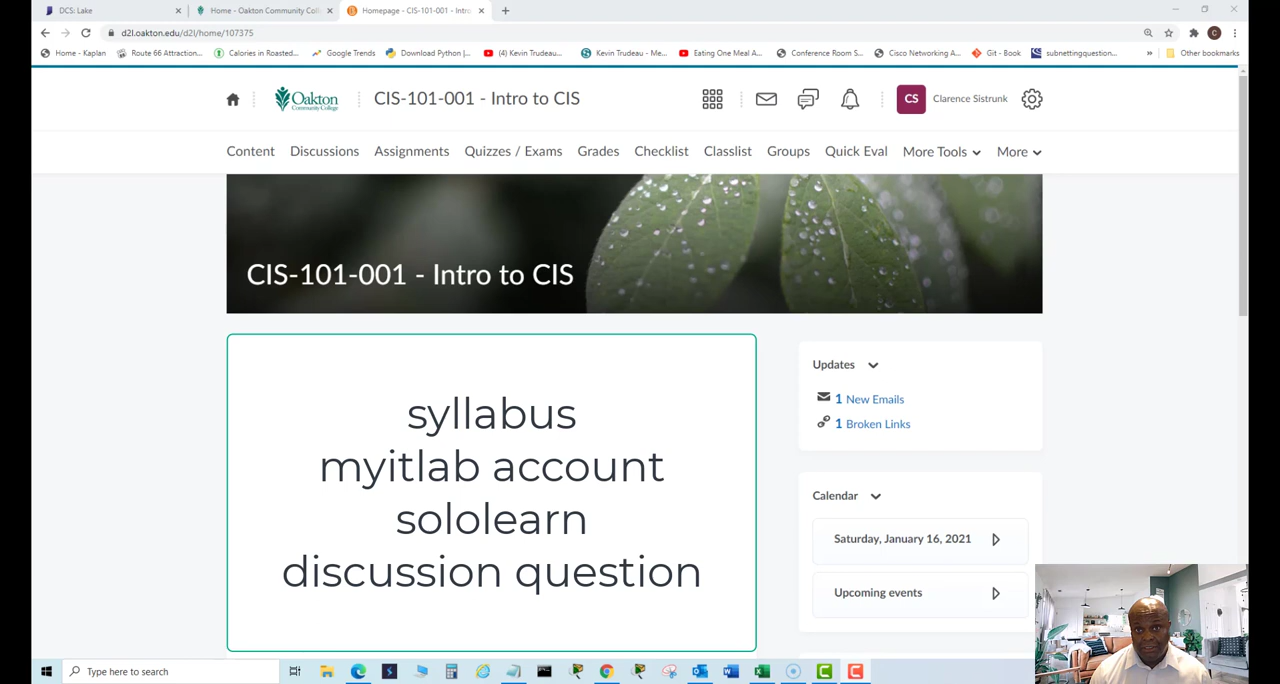 DCS: Lake
Home - Oakton Community Coll
Homepage - CIS-101-001 - Intro
d2l.oakton.edu/d2l/home/107375
C
Home - Kaplan
Route 66 Attraction...
Calories in Roasted...
Google Trends
Download Python |...
(4) Kevin Trudeau...
Kevin Trudeau - Me...
Eating One Meal A...
Conference Room S...
Cisco Networking A...
Git - Book
subnettingquestion...
»
Other bookmarks
Oakton
Community College
CIS-101-001 - Intro to CIS
CS
Clarence Sistrunk
Content
Discussions
Assignments
Quizzes / Exams
Grades
Checklist
Classlist
Groups
Quick Eval
More Tools
More
CIS-101-001 - Intro to CIS
syllabus
myitlab account
sololearn
discussion question
Updates
1 New Emails
1 Broken Links
Calendar
Saturday, January 16, 2021
Upcoming events
Type here to search